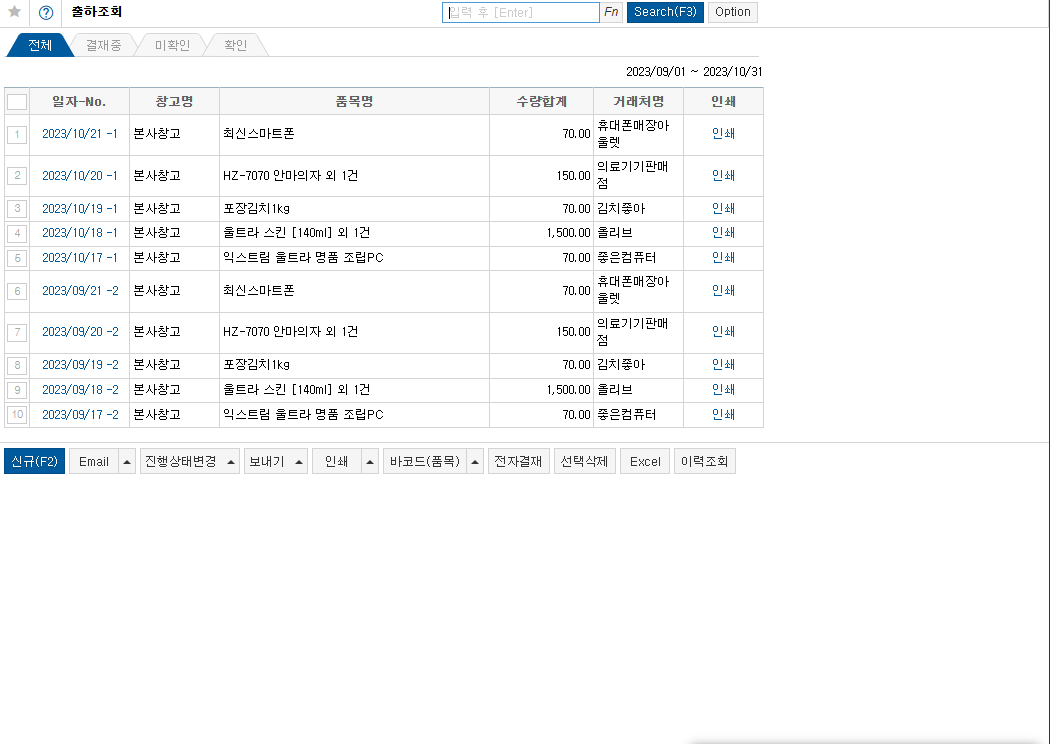 출하조회
입력 후 [Enter] Fn Search(F3) Option
전체 결재중 미확인 확인
2023/09/01 ~ 2023/10/31
일자-No. 창고명 품목명 수량합계 거래처명 인쇄
1 2023/10/21 -1 본사창고 최신스마트폰 70.00 휴대폰매장아울렛 인쇄
2 2023/10/20 -1 본사창고 HZ-7070 안마의자 외 1건 150.00 의료기기판매점 인쇄
3 2023/10/19 -1 본사창고 포장김치1kg 70.00 김치좋아 인쇄
4 2023/10/18 -1 본사창고 울트라 스킨 [140ml] 외 1건 1,500.00 올리브 인쇄
5 2023/10/17 -1 본사창고 익스트림 울트라 명품 조립PC 70.00 좋은컴퓨터 인쇄
6 2023/09/21 -2 본사창고 최신스마트폰 70.00 휴대폰매장아울렛 인쇄
7 2023/09/20 -2 본사창고 HZ-7070 안마의자 외 1건 150.00 의료기기판매점 인쇄
8 2023/09/19 -2 본사창고 포장김치1kg 70.00 김치좋아 인쇄
9 2023/09/18 -2 본사창고 울트라 스킨 [140ml] 외 1건 1,500.00 올리브 인쇄
10 2023/09/17 -2 본사창고 익스트림 울트라 명품 조립PC 70.00 좋은컴퓨터 인쇄
신규(F2) Email 진행상태변경 보내기 인쇄 바코드(품목) 전자결재 선택삭제 Excel 이력조회